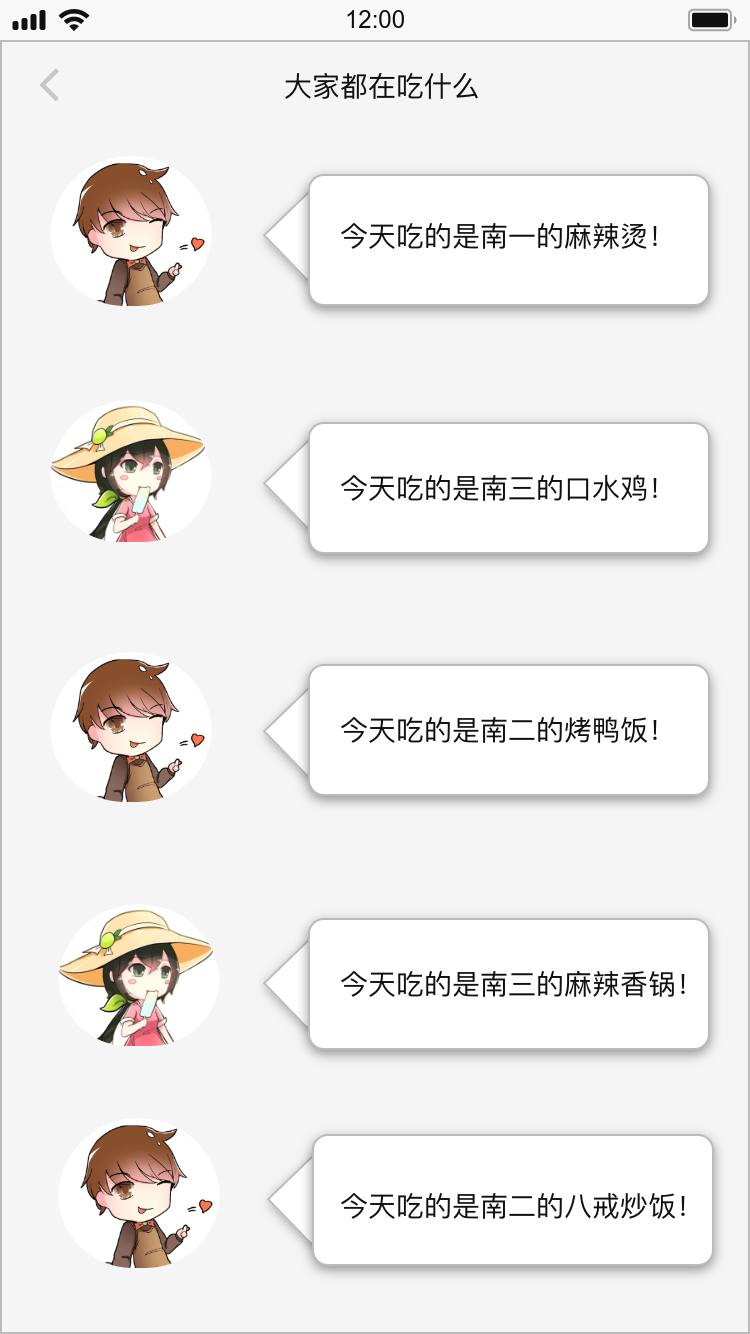 12:00
大家都在吃什么
今天吃的是南一的麻辣烫！
今天吃的是南三的口水鸡！
今天吃的是南二的烤鸭饭！
今天吃的是南三的麻辣香锅！
今天吃的是南二的八戒炒饭！